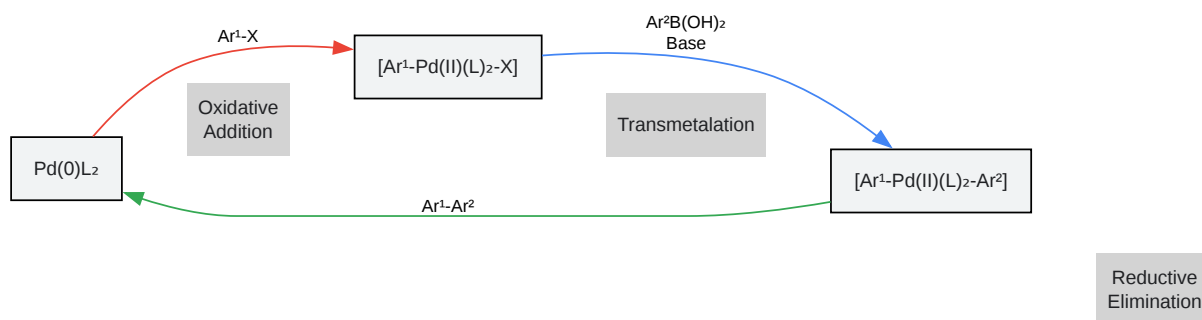 Ar¹-X
Ar²B(OH)₂
Base
[Ar¹-Pd(II)(L)₂-X]
Oxidative
Addition
Transmetalation
Pd(0)L₂
[Ar¹-Pd(II)(L)₂-Ar²]
Ar¹-Ar²
Reductive
Elimination